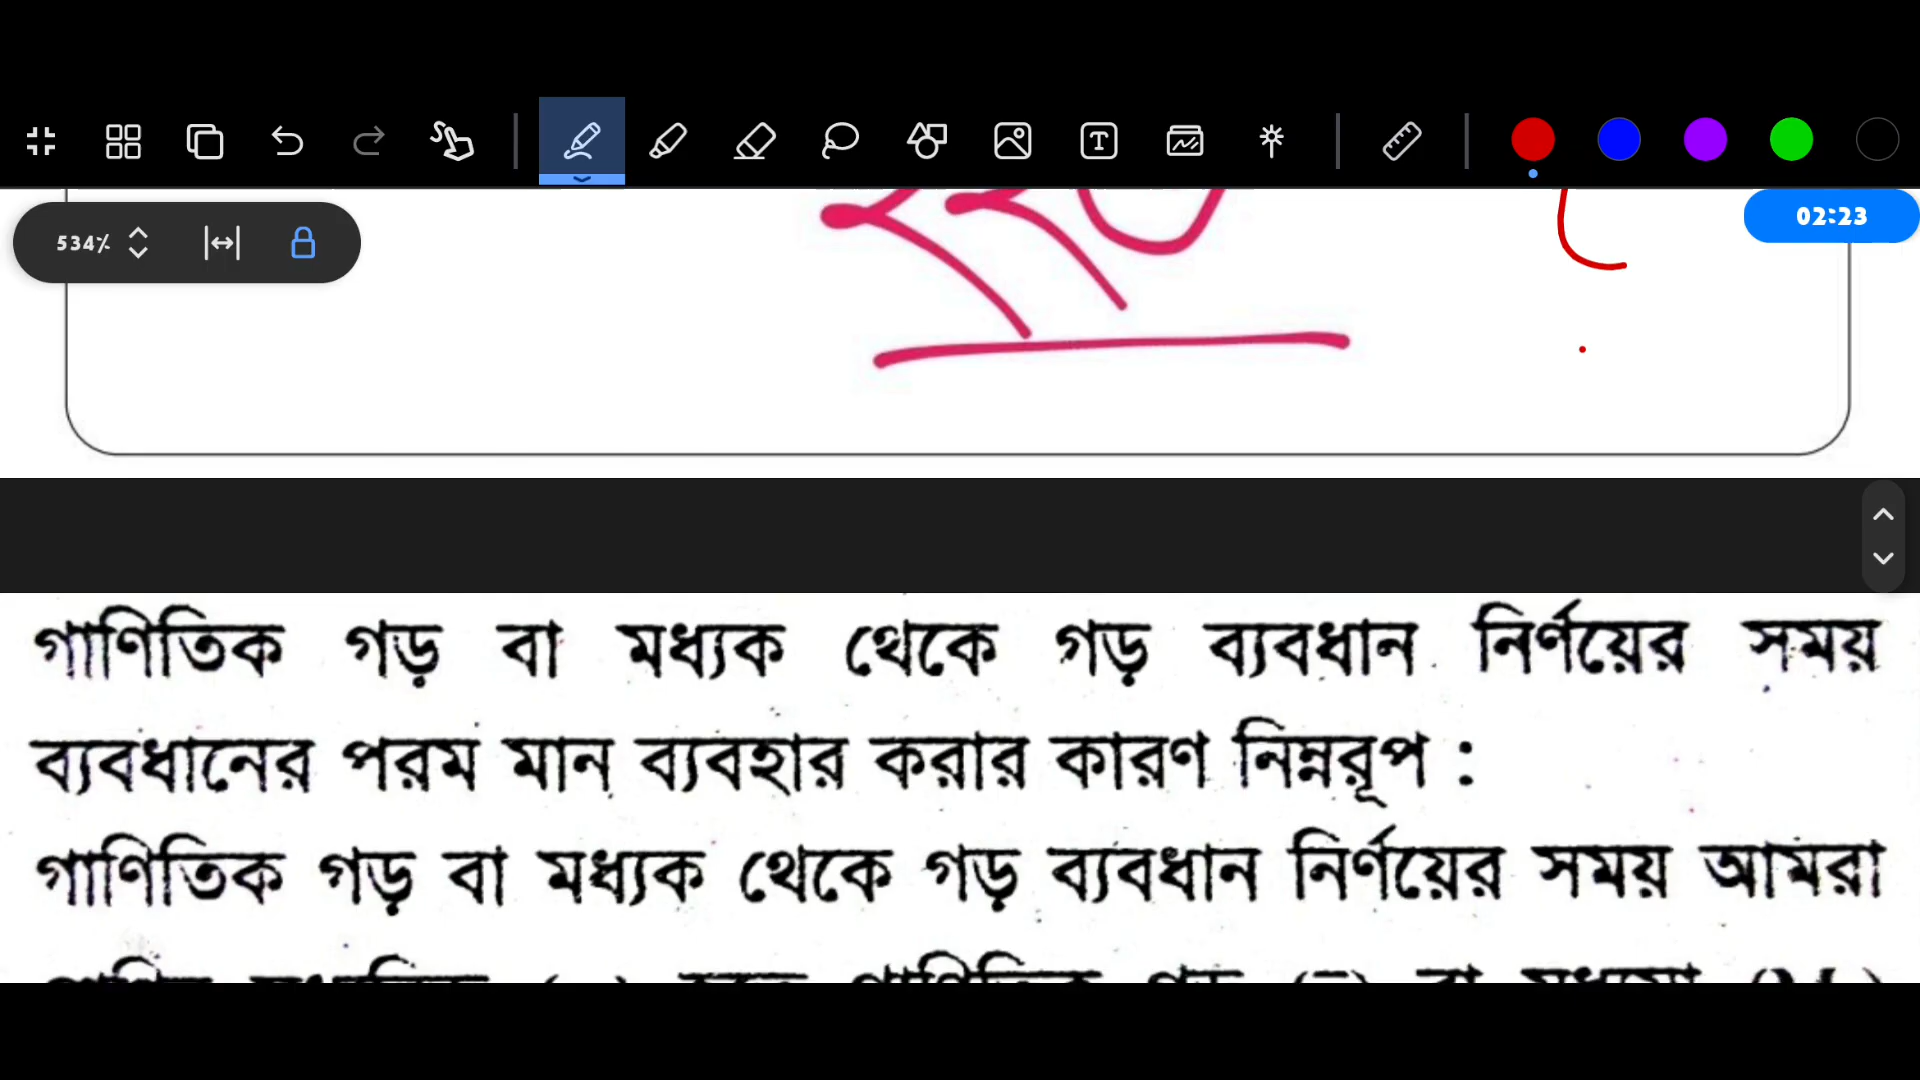 534%
02:23
গাণিতিক গড় বা মধ্যক থেকে গড় ব্যবধান নির্ণয়ের সময়
ব্যবধানের পরম মান ব্যবহার করার কারণ নিম্নরূপ :
গাণিতিক গড় বা মধ্যক থেকে গড় ব্যবধান নির্ণয়ের সময় আমরা